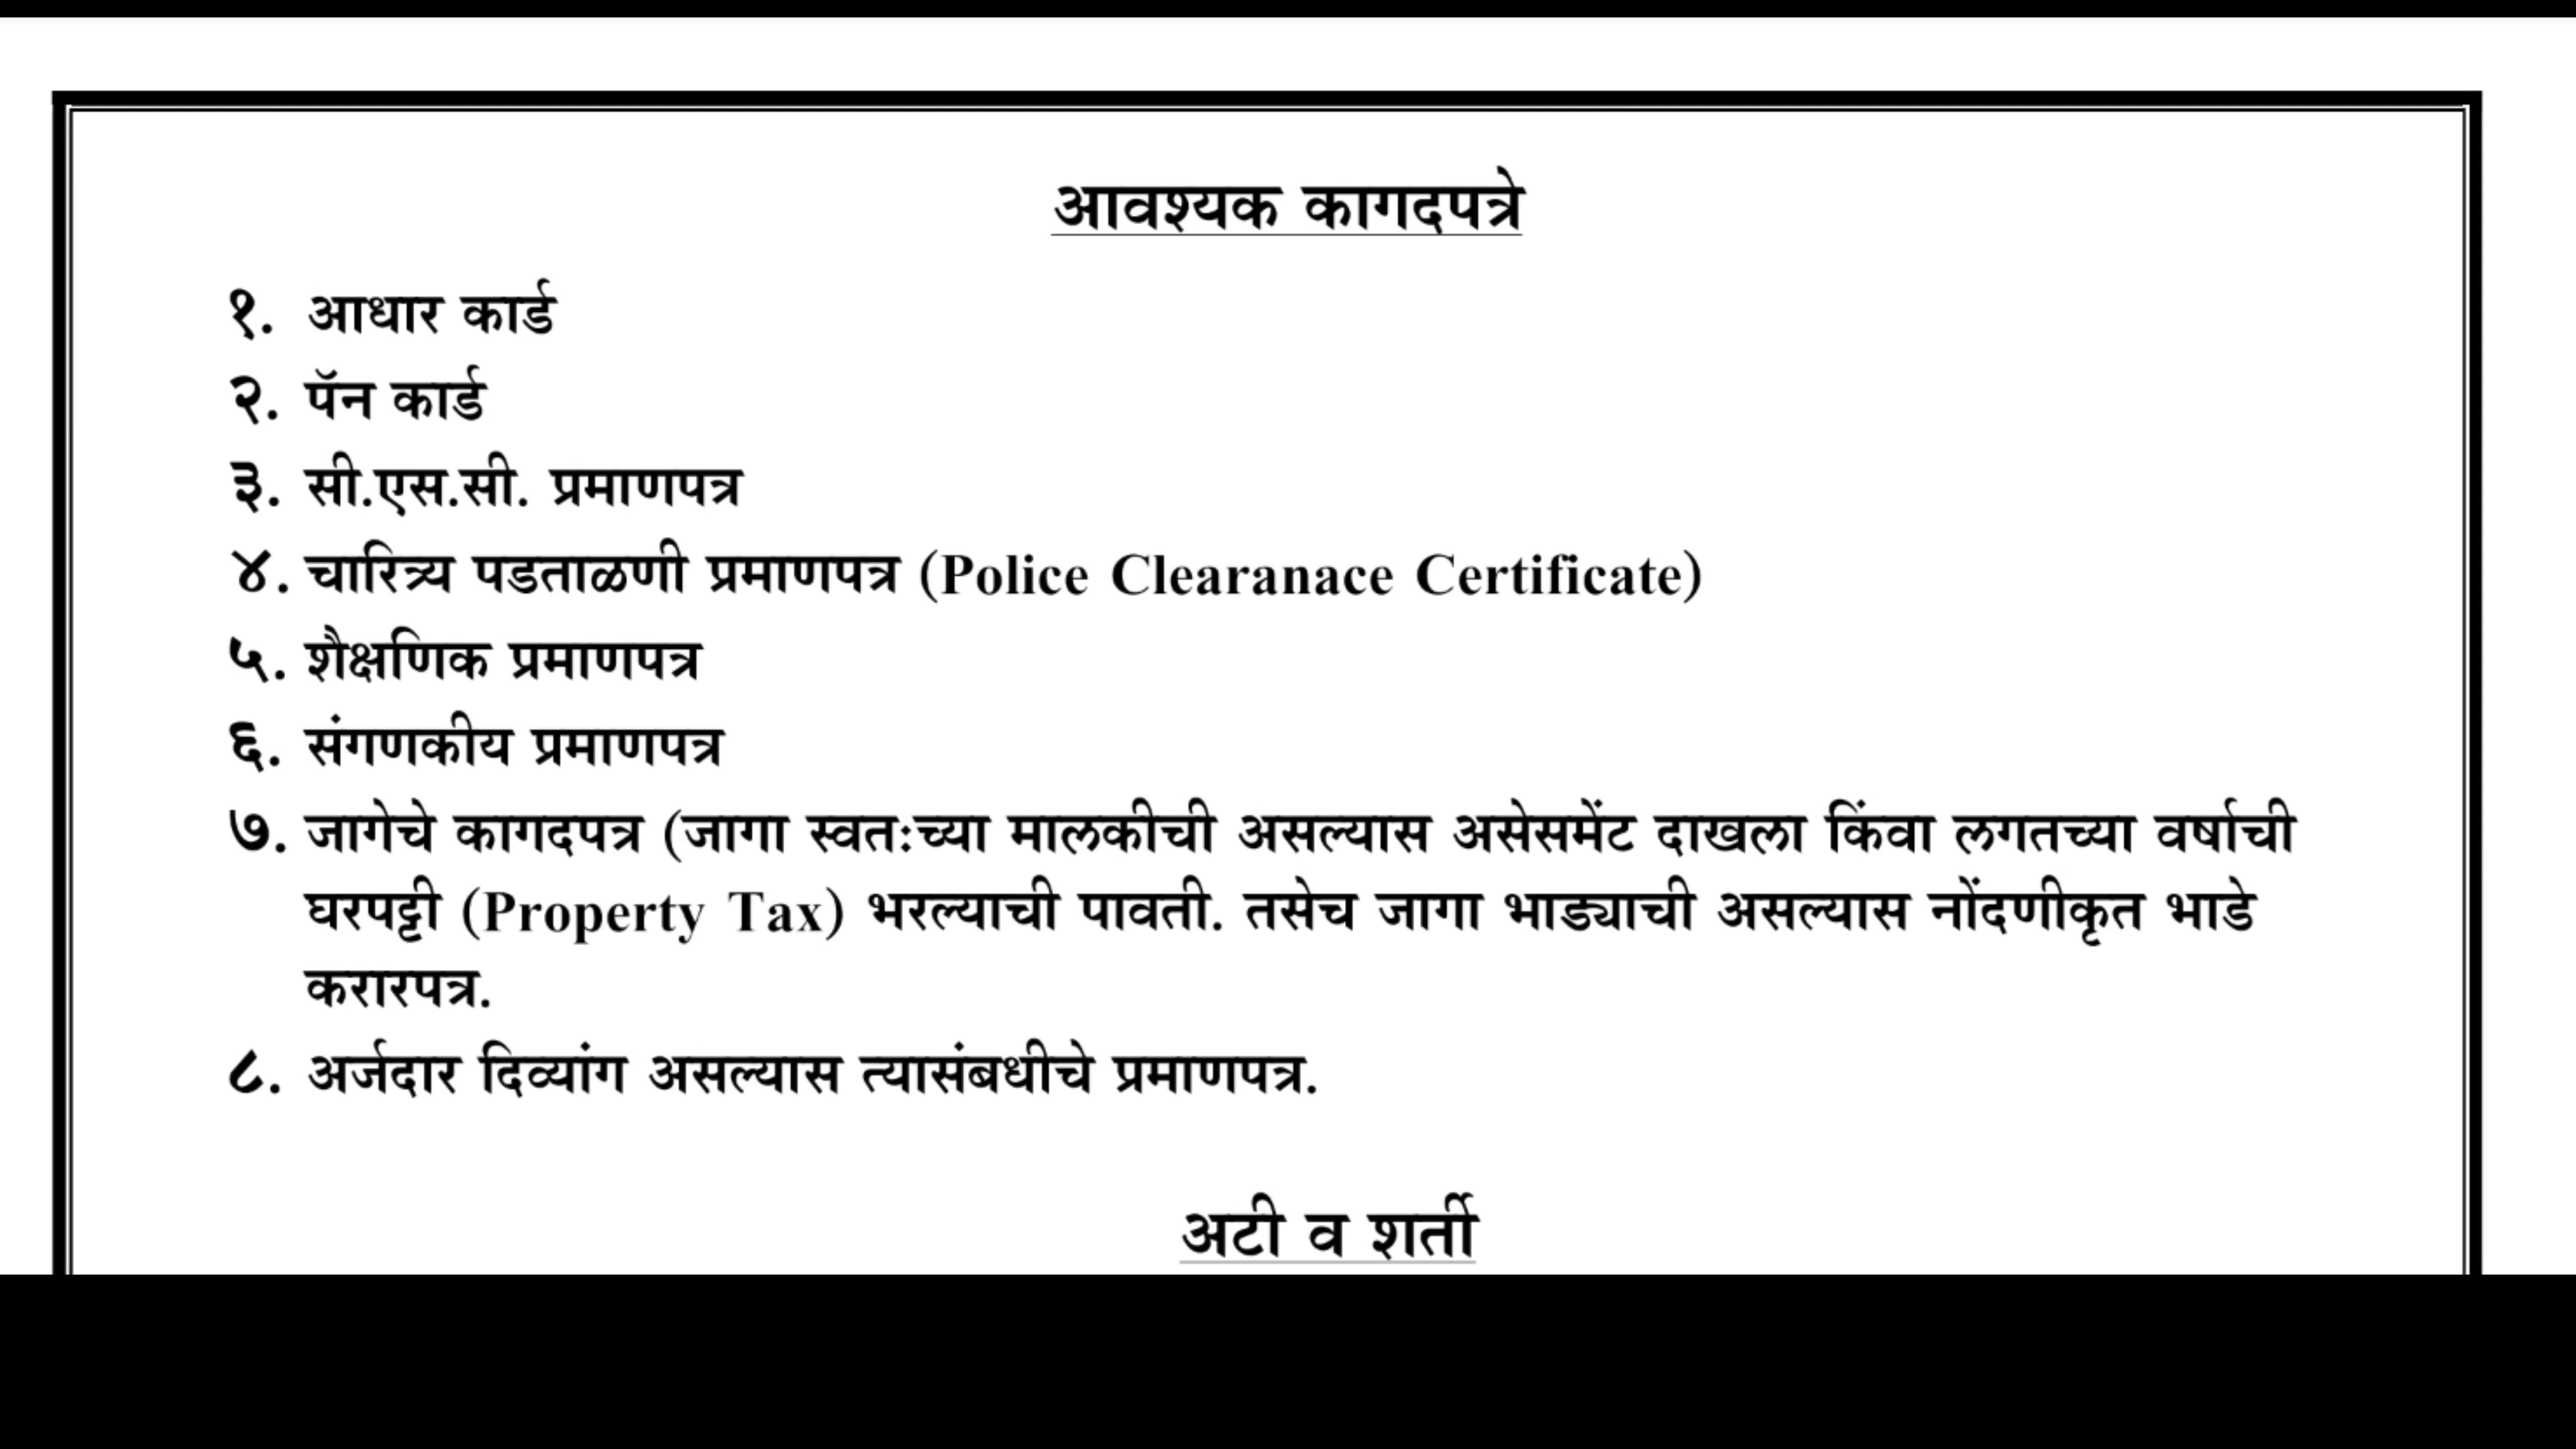 आवश्यक कागदपत्रे
१. आधार कार्ड
२. पॅन कार्ड
३. सी.एस.सी. प्रमाणपत्र
४. चारित्र्य पडताळणी प्रमाणपत्र (Police Clearanace Certificate)
५. शैक्षणिक प्रमाणपत्र
६. संगणकीय प्रमाणपत्र
७. जागेचे कागदपत्र (जागा स्वतःच्या मालकीची असल्यास असेसमेंट दाखला किंवा लगतच्या वर्षाची
घरपट्टी (Property Tax) भरल्याची पावती. तसेच जागा भाड्याची असल्यास नोंदणीकृत भाडे
करारपत्र.
८. अर्जदार दिव्यांग असल्यास त्यासंबधीचे प्रमाणपत्र.
अटी व शर्ती